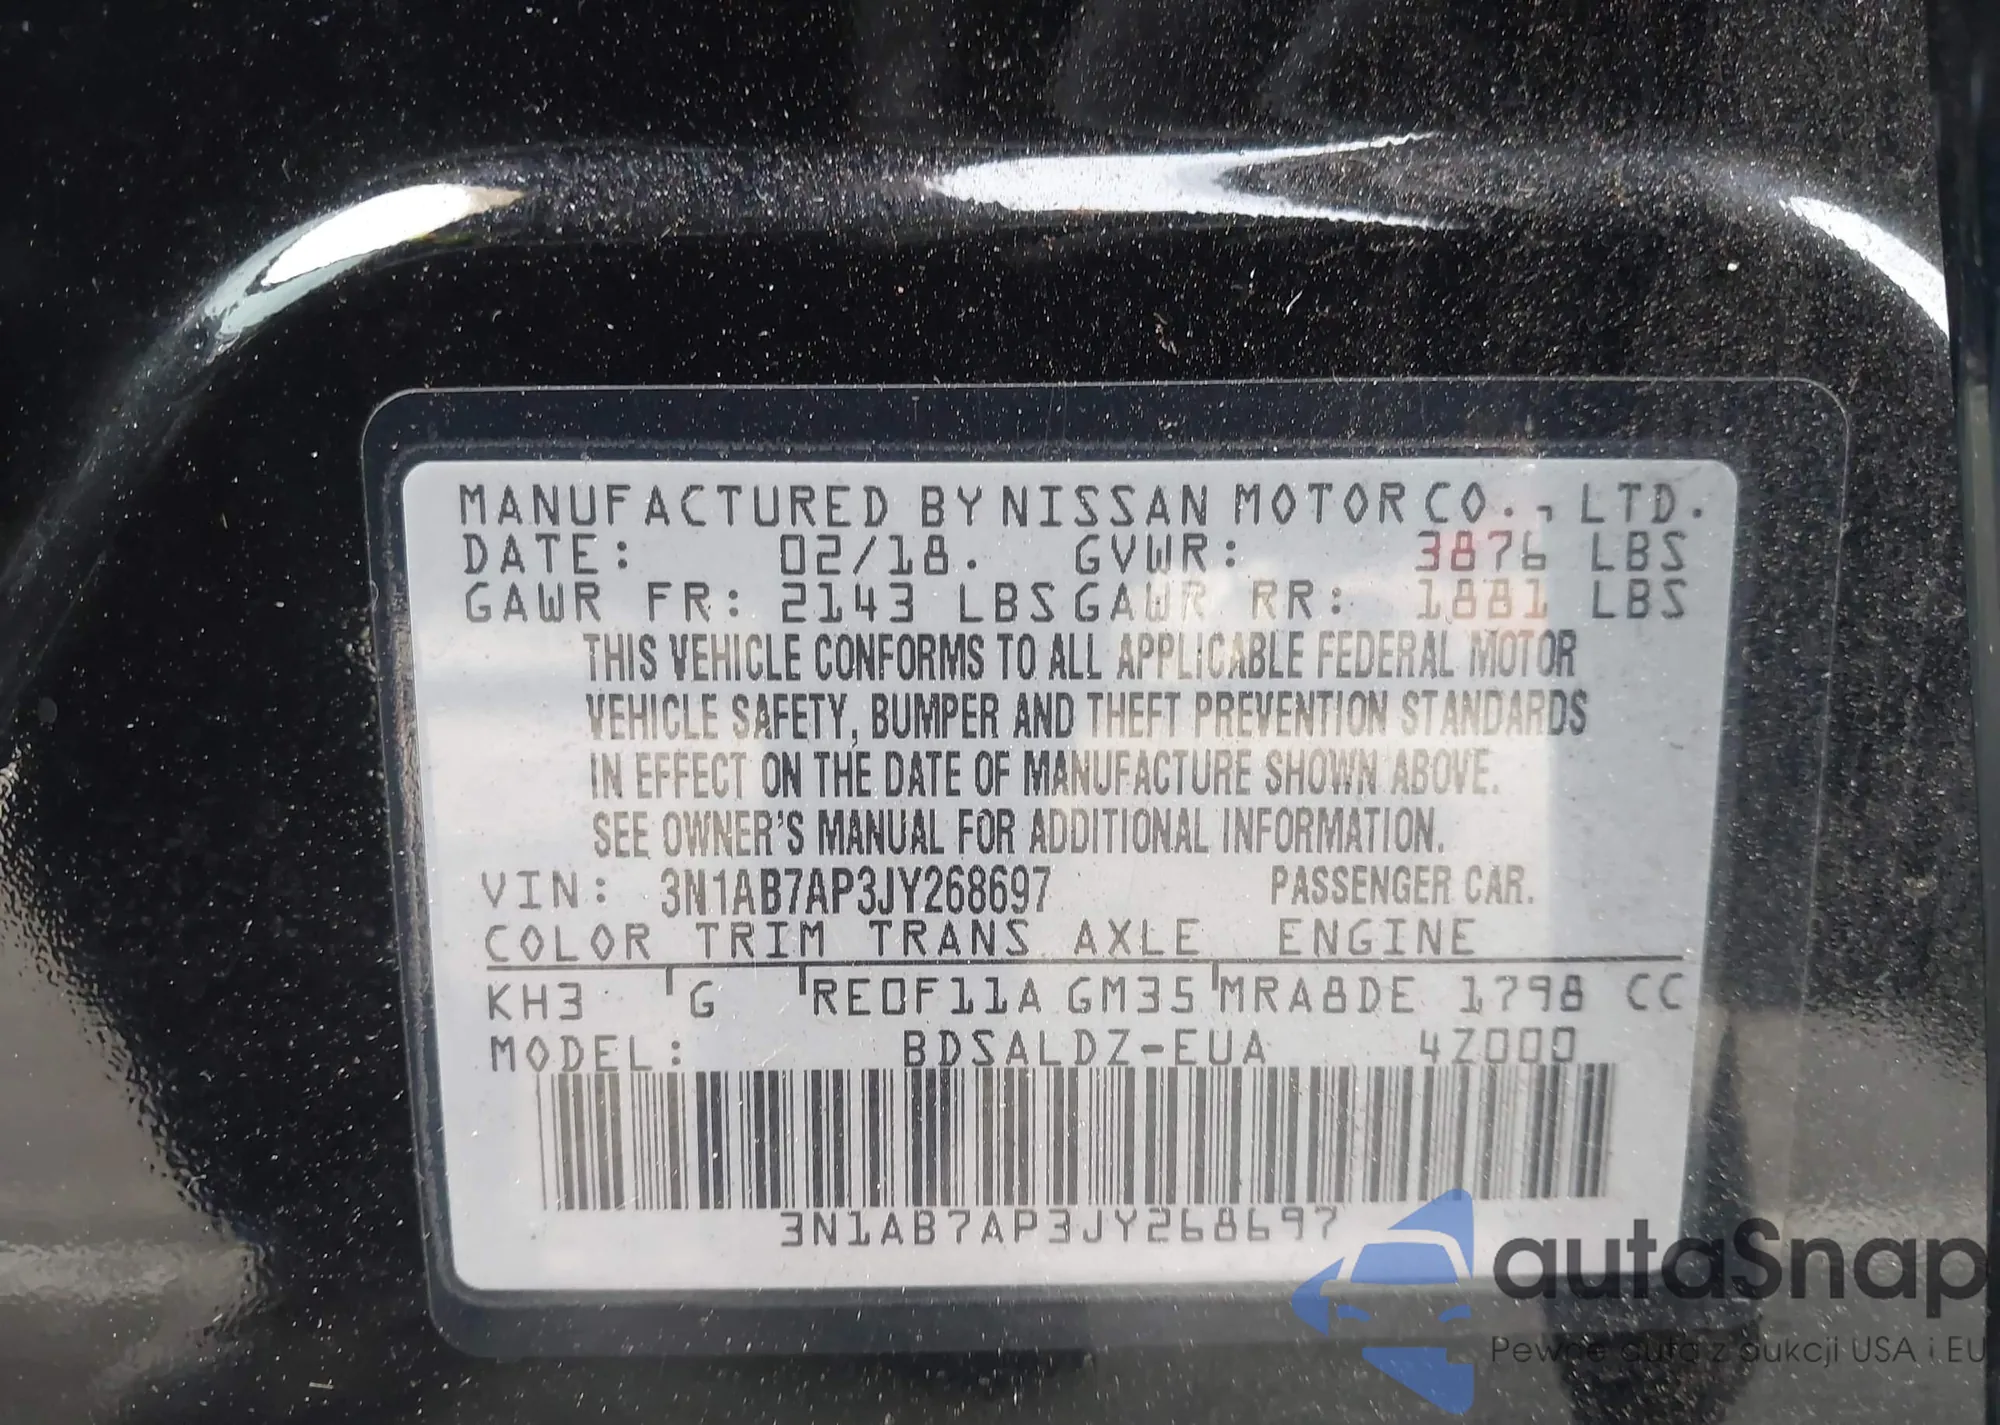 MANUFACTURED BY NISSAN MOTOR CO., LTD.
DATE: 02/18. GVWR: 3876 LBS
GAWR FR: 2143 LBS GAWR RR: 1881 LBS
THIS VEHICLE CONFORMS TO ALL APPLICABLE FEDERAL MOTOR
VEHICLE SAFETY, BUMPER AND THEFT PREVENTION STANDARDS
IN EFFECT ON THE DATE OF MANUFACTURE SHOWN ABOVE.
SEE OWNER'S MANUAL FOR ADDITIONAL INFORMATION.
VIN: 3N1AB7AP3JY268697 PASSENGER CAR.
COLOR TRIM TRANS AXLE ENGINE
KH3 G RE0F11A GM35 MRA8DE 1798 CC
MODEL: BDSALDZ-EUA 4Z000
3N1AB7AP3JY268697
autaSnap
Pewne auta z aukcji USA i EU